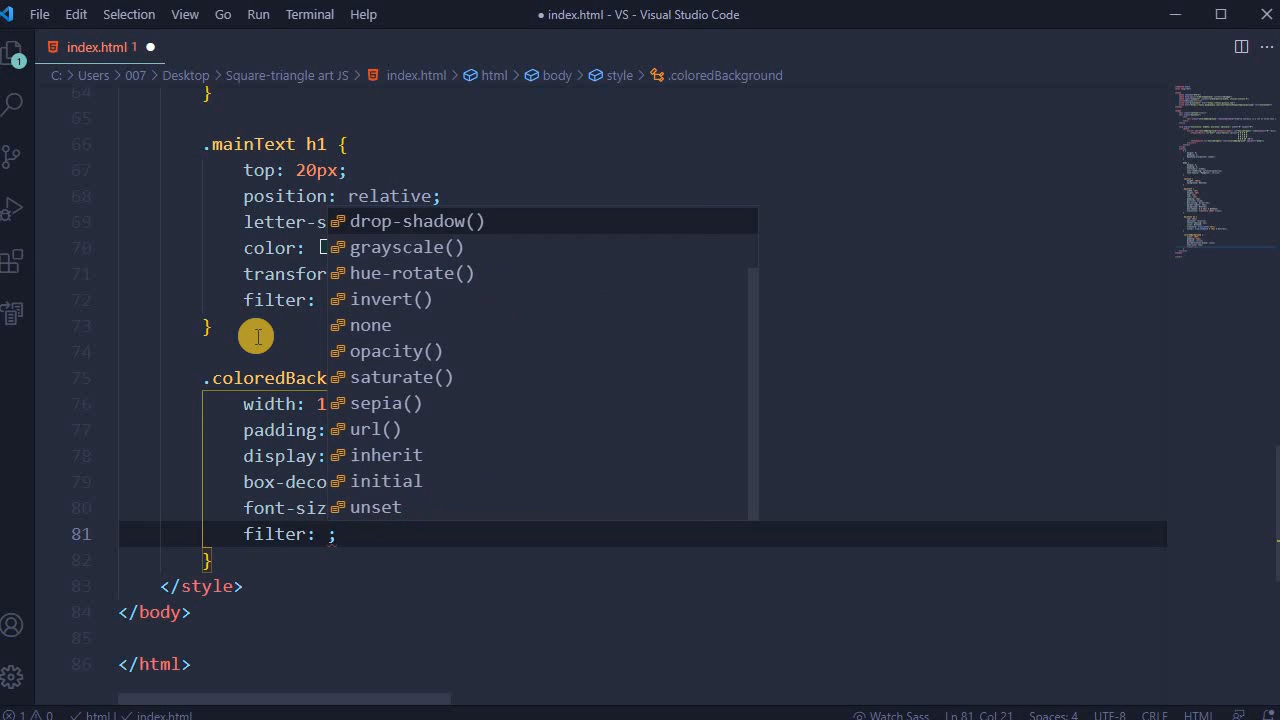 File Edit Selection View Go Run Terminal Help ● index.html - VS - Visual Studio Code
index.html 1 ●
C: > Users > 007 > Desktop > Square-triangle art JS > index.html > html > body > style > .coloredBackground
1
64 }
65
66 .mainText h1 {
67 top: 20px;
68 position: relative;
69 letter-s
70 color:
71 transfor
72 filter:
73 }
74
75 .coloredBack
76 width: 1
77 padding:
78 display:
79 box-deco
80 font-siz
81 filter: ;
82 }
83 </style>
84 </body>
85
86 </html>
drop-shadow()
grayscale()
hue-rotate()
invert()
none
opacity()
saturate()
sepia()
url()
inherit
initial
unset
1 0 ✓ html | ✓ index.html Watch Sass Ln 81, Col 21 Spaces: 4 UTF-8 CRLF HTML